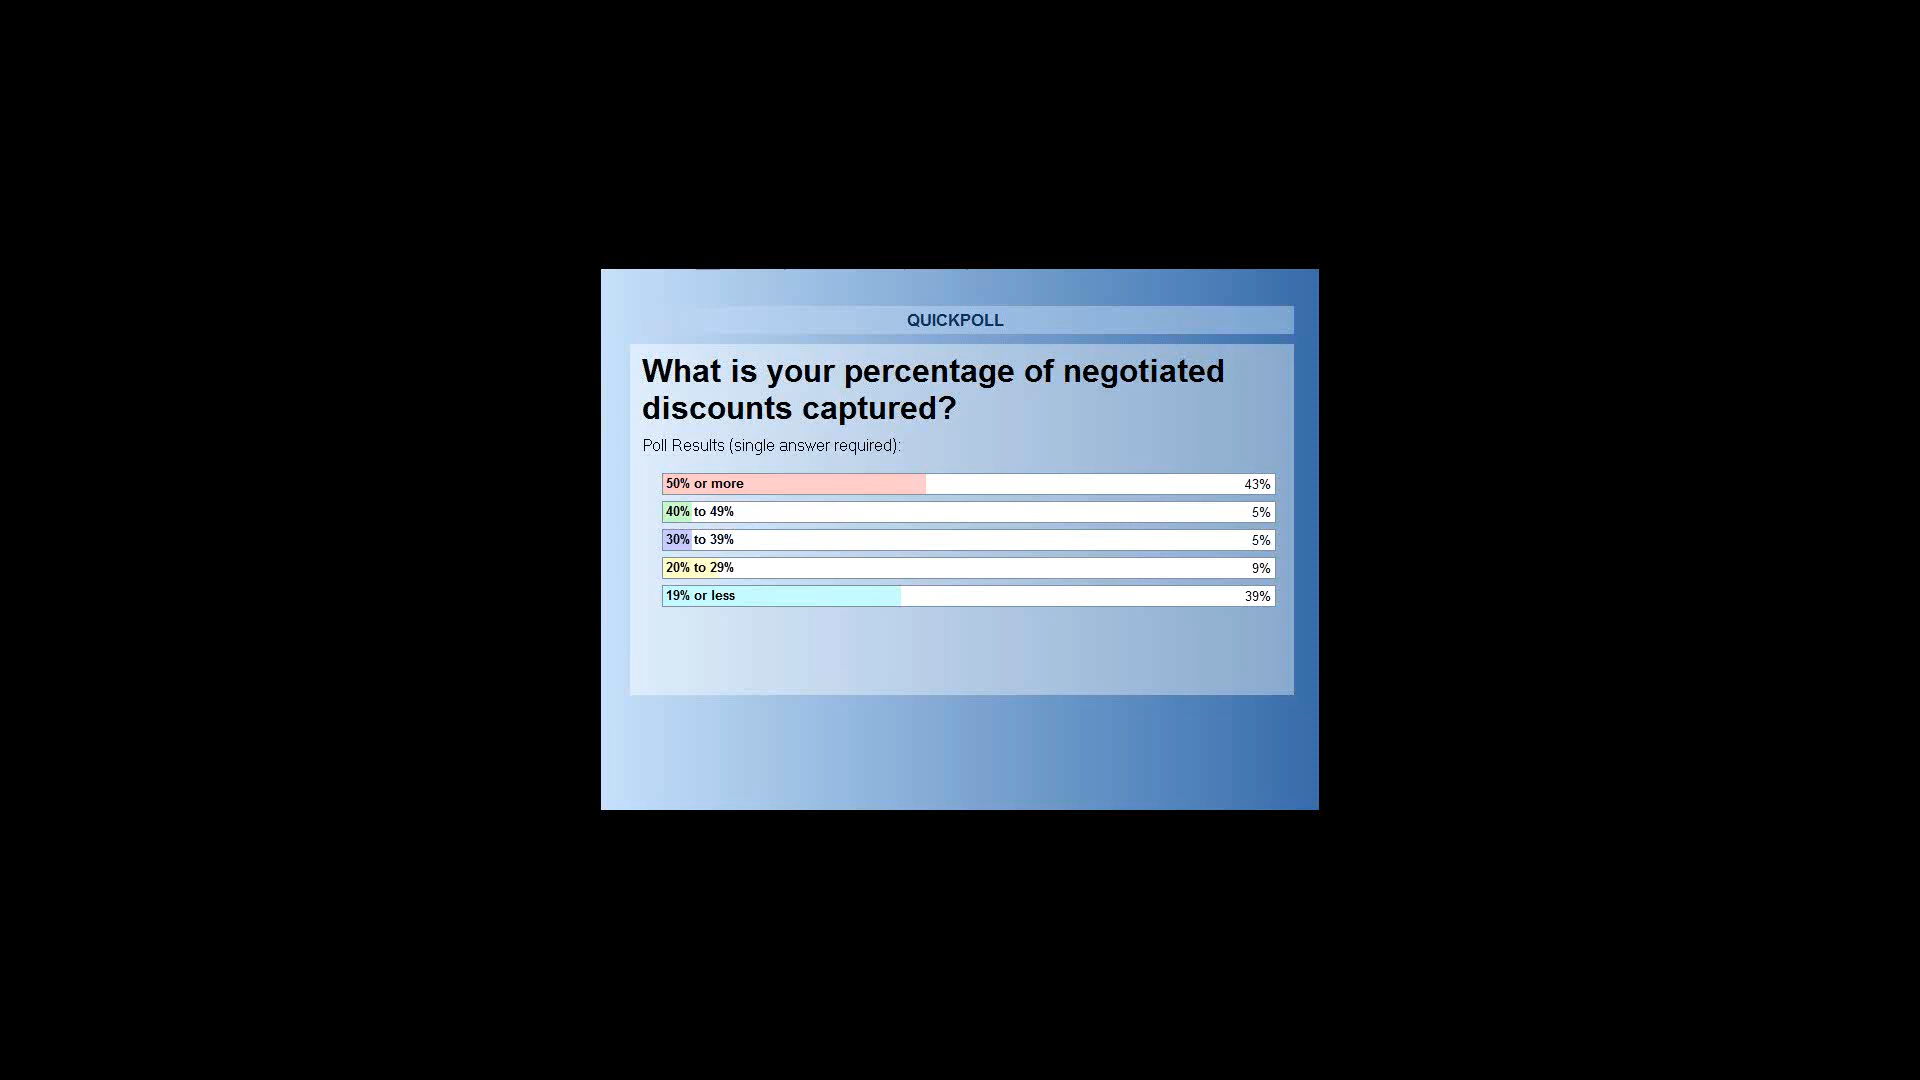 QUICKPOLL
What is your percentage of negotiated
discounts captured?
Poll Results (single answer required):
50% or more 43%
40% to 49% 5%
30% to 39% 5%
20% to 29% 9%
19% or less 39%